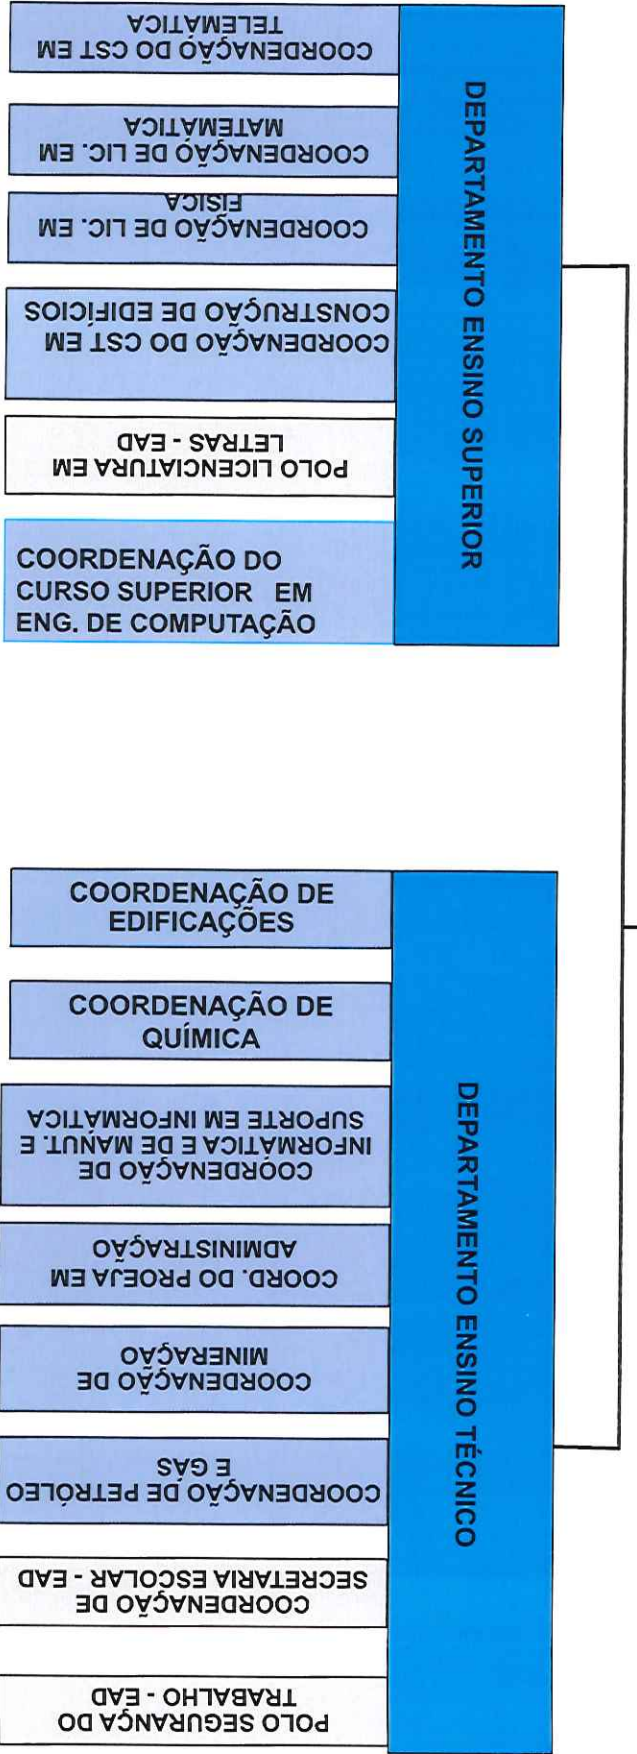 COORDENAÇÃO DO CST EM
TELEMÁTICA
COORDENAÇÃO DE LIC. EM
MATEMÁTICA
COORDENAÇÃO DE LIC. EM
FISICA
COORDENAÇÃO DO CST EM
CONSTRUÇÃO DE EDIFÍCIOS
POLO LICENCIATURA EM
LETRAS - EAD
COORDENAÇÃO DO
CURSO SUPERIOR EM
ENG. DE COMPUTAÇÃO
DEPARTAMENTO ENSINO SUPERIOR
COORDENAÇÃO DE
EDIFICAÇÕES
COORDENAÇÃO DE
QUÍMICA
COORDENAÇÃO DE
INFORMÁTICA E DE MANUT. E
SUPORTE EM INFORMÁTICA
COORD. DO PROEJA EM
ADMINISTRAÇÃO
COORDENAÇÃO DE
MINERAÇÃO
COORDENAÇÃO DE PETRÓLEO
E GÁS
COORDENAÇÃO DE
SECRETARIA ESCOLAR - EAD
POLO SEGURANÇA DO
TRABALHO - EAD
DEPARTAMENTO ENSINO TÉCNICO